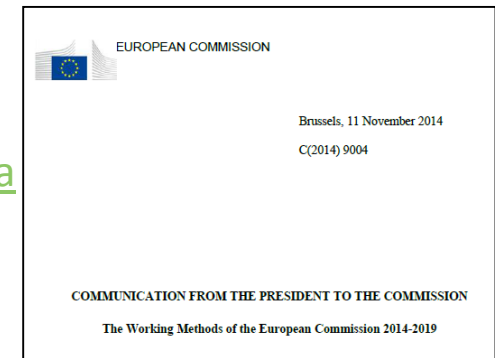 EUROPEAN COMMISSION
Brussels, 11 November 2014
C(2014) 9004
a
COMMUNICATION FROM THE PRESIDENT TO THE COMMISSION
The Working Methods of the European Commission 2014-2019